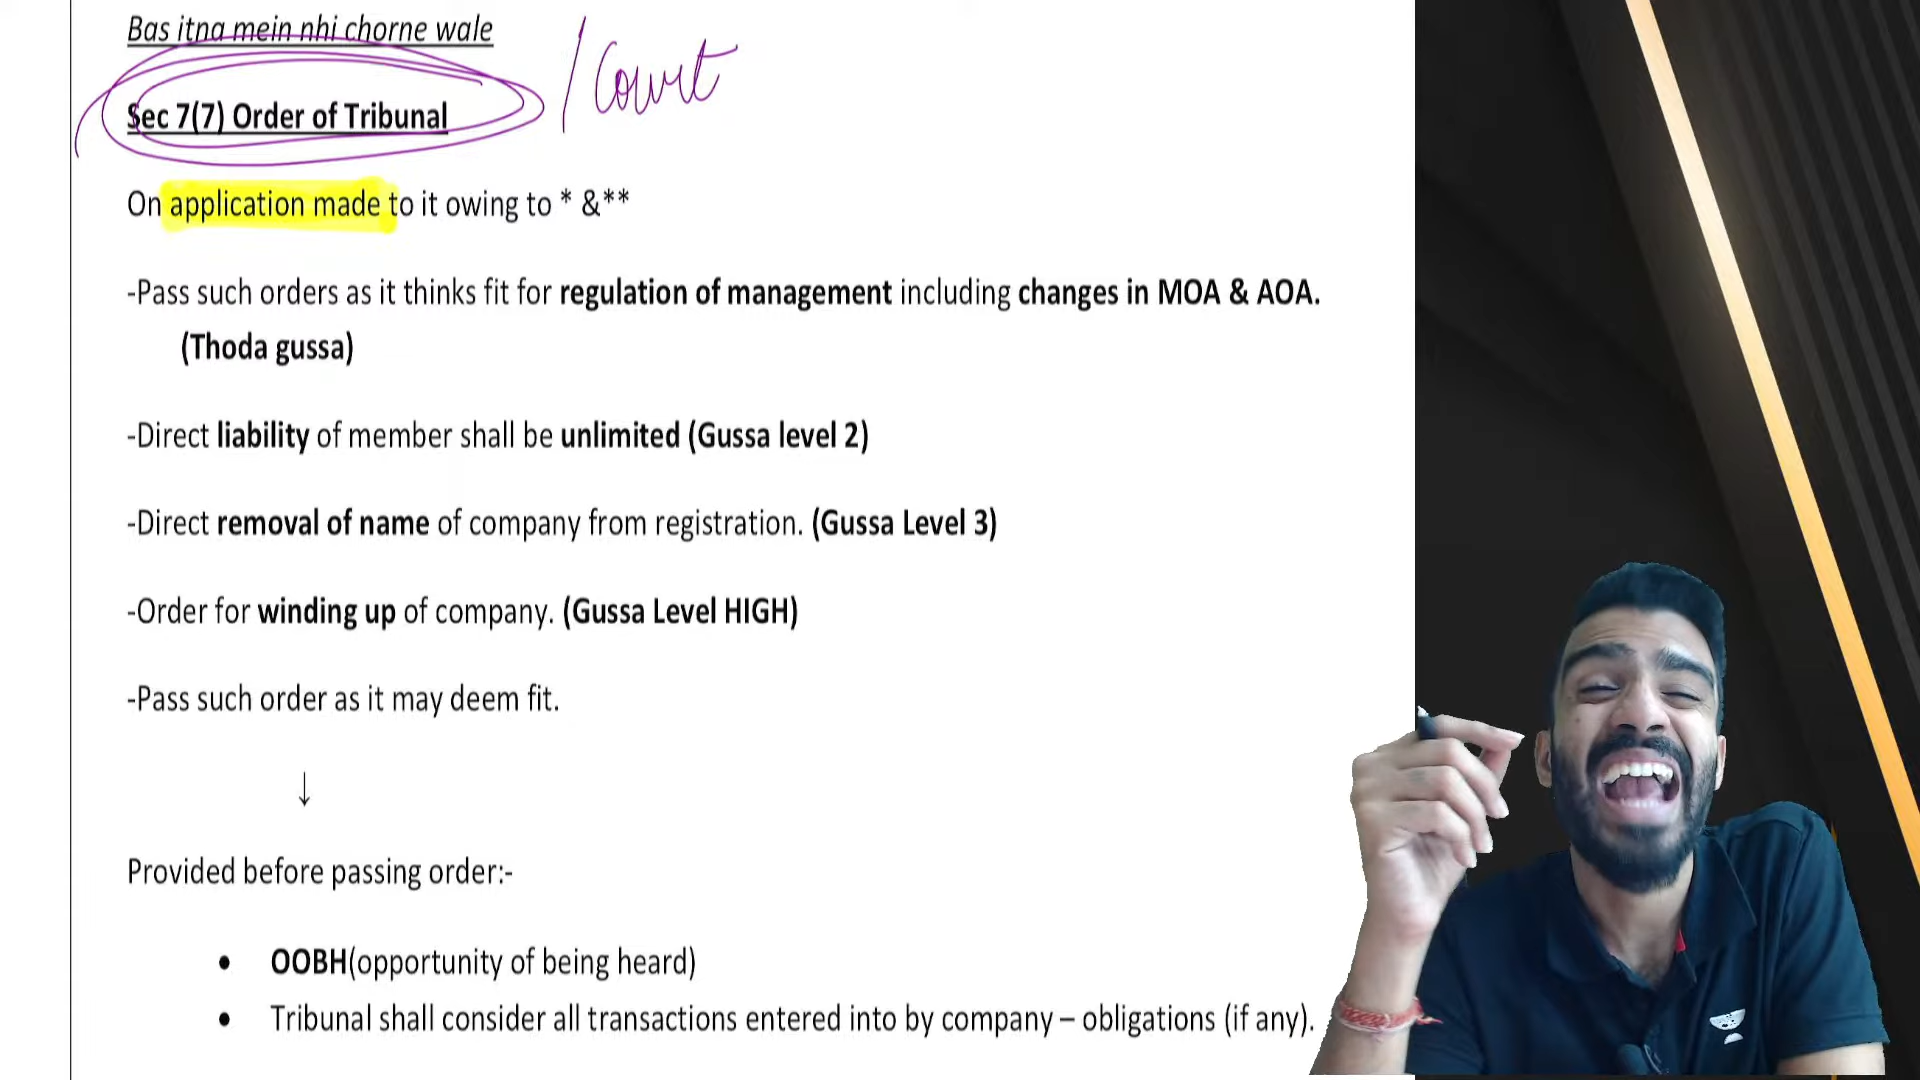 Bas itna mein nhi chorne wale
/ Court
Sec 7(7) Order of Tribunal
On application made to it owing to * &**
-Pass such orders as it thinks fit for regulation of management including changes in MOA & AOA.
(Thoda gussa)
-Direct liability of member shall be unlimited (Gussa level 2)
-Direct removal of name of company from registration. (Gussa Level 3)
-Order for winding up of company. (Gussa Level HIGH)
-Pass such order as it may deem fit.
↓
Provided before passing order:-
• OOBH(opportunity of being heard)
• Tribunal shall consider all transactions entered into by company – obligations (if any).